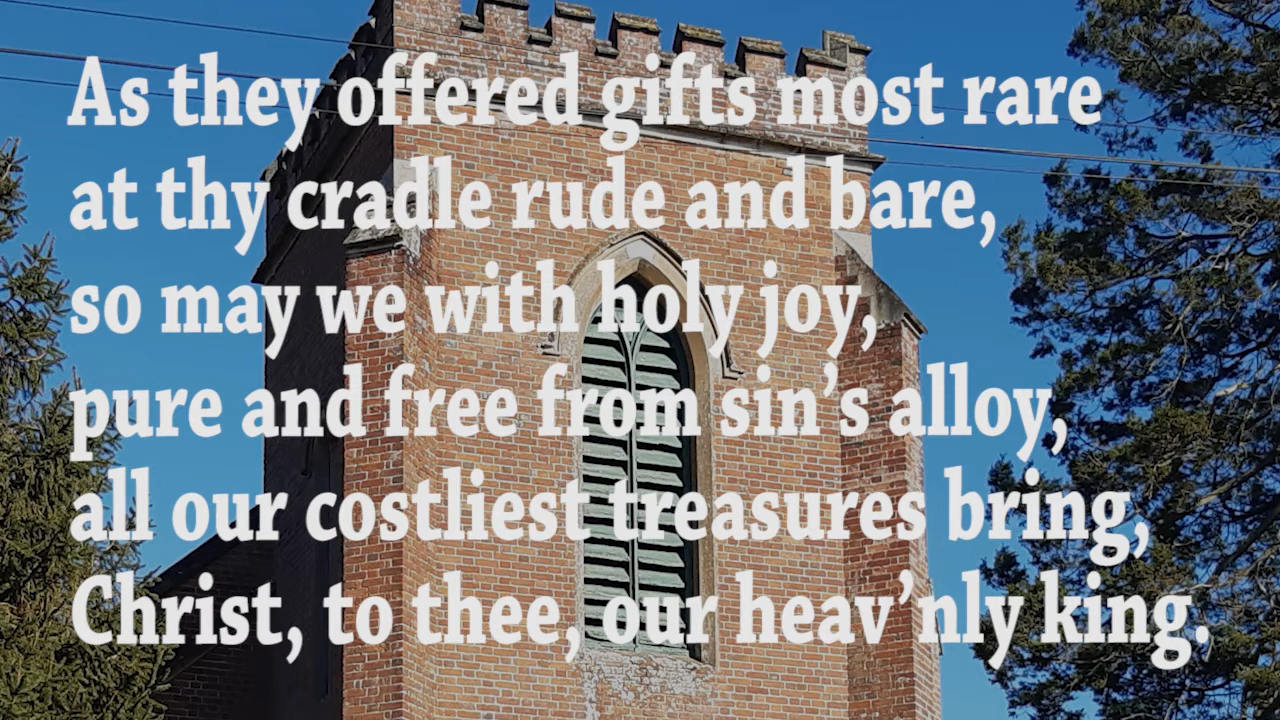 As they offered gifts most rare
at thy cradle rude and bare,
so may we with holy joy,
pure and free from sin’s alloy,
all our costliest treasures bring,
Christ, to thee, our heav’nly king.